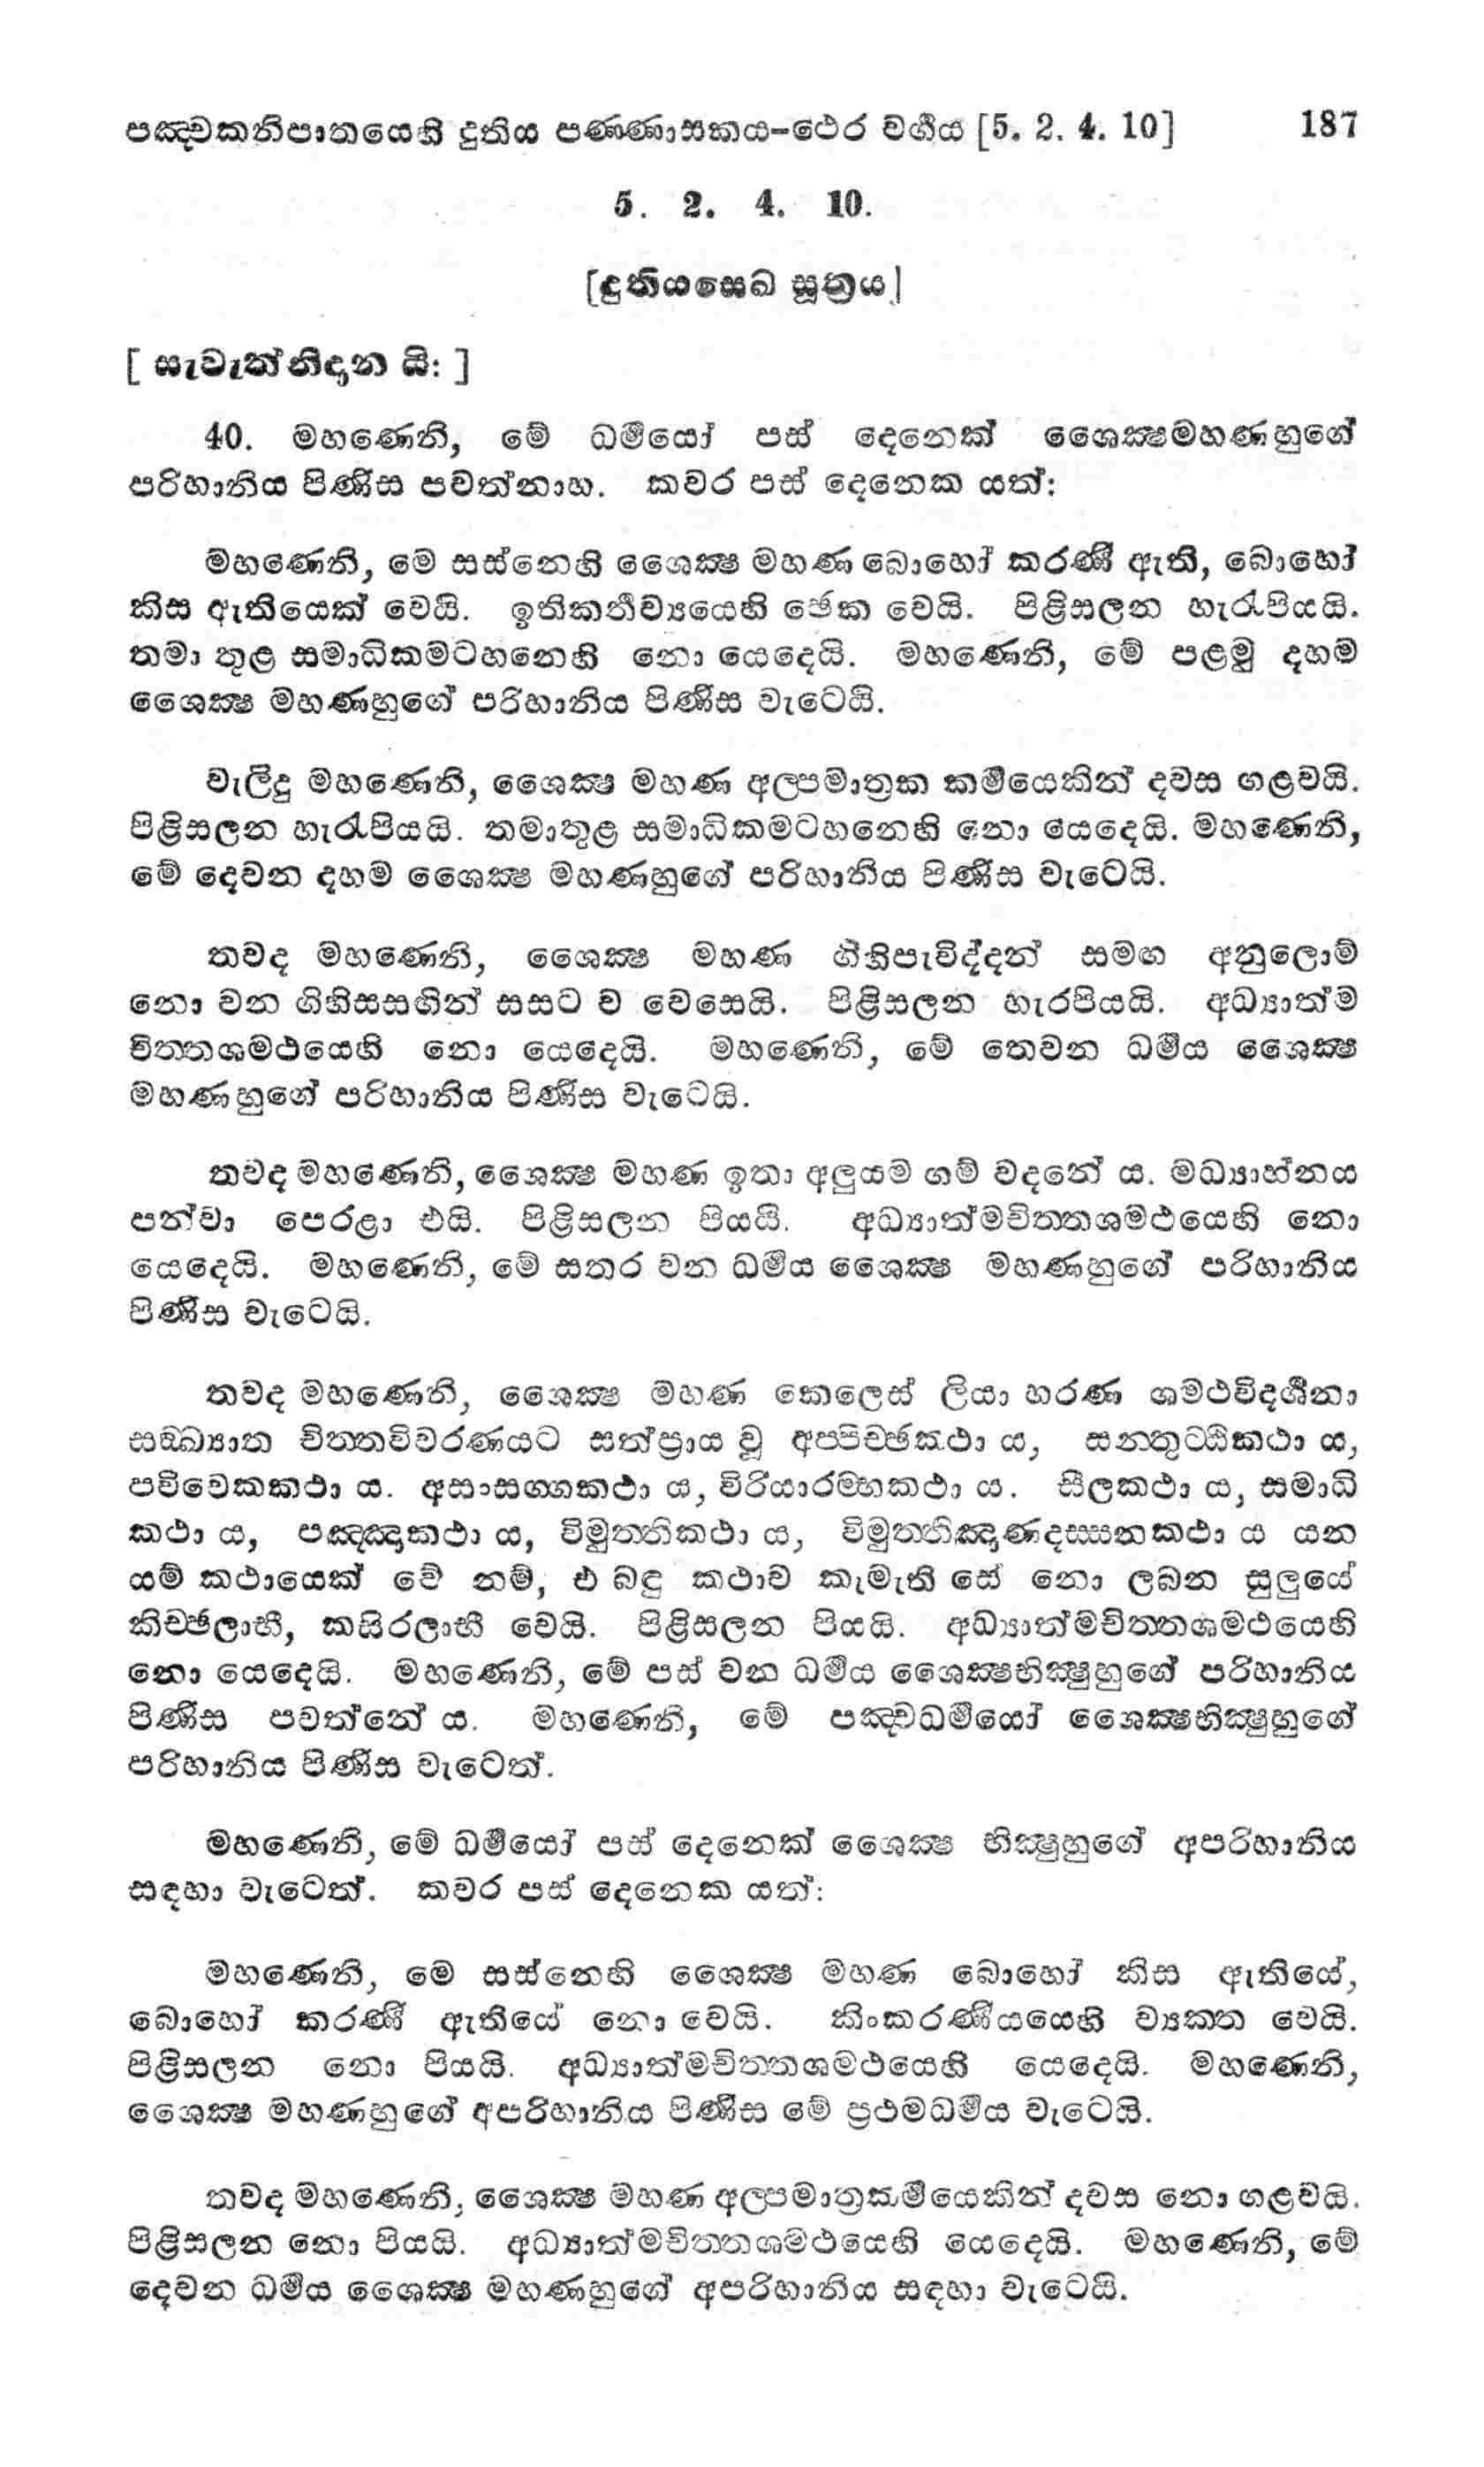 පඤ්චකනිපාතයෙහි දුතිය පණ්ණාසකය-ථෙර වර්ගය [5. 2. 4. 10] 187
5. 2. 4. 10.
[දුතියසෙඛ සූත්‍රය]
[ සැවැත්නිදාන යි: ]
40. මහණෙනි, මේ ධර්මයෝ පස් දෙනෙක් ශෛක්‍ෂමහණහුගේ
පරිහානිය පිණිස පවත්නාහ. කවර පස් දෙනෙක යත්:
මහණෙනි, මෙ සස්නෙහි ශෛක්‍ෂ මහණ බොහෝ කරණී ඇති, බොහෝ
කිස ඇතියෙක් වෙයි. ඉතිකර්තව්‍යයෙහි ඡේක වෙයි. පිළිසලන හැරැපියයි.
තමා තුළ සමාධිකමටහනෙහි නො යෙදෙයි. මහණෙනි, මේ පළමු දහම
ශෛක්‍ෂ මහණහුගේ පරිහානිය පිණිස වැටෙයි.
වැලිදු මහණෙනි, ශෛක්‍ෂ මහණ අල්පමාත්‍රක කර්මයෙකින් දවස ගළවයි.
පිළිසලන හැරැපියයි. තමාතුළ සමාධිකමටහනෙහි නො යෙදෙයි. මහණෙනි,
මේ දෙවන දහම ශෛක්‍ෂ මහණහුගේ පරිහානිය පිණිස වැටෙයි.
තවද මහණෙනි, ශෛක්‍ෂ මහණ ගිහිපැවිද්දන් සමඟ අනුලොම්
නො වන ගිහිසසඟින් සසට ව වෙසෙයි. පිළිසලන හැරපියයි. අධ්‍යාත්ම
චිත්තශමථයෙහි නො යෙදෙයි. මහණෙනි, මේ තෙවන ධර්මය ශෛක්‍ෂ
මහණහුගේ පරිහානිය පිණිස වැටෙයි.
තවද මහණෙනි, ශෛක්‍ෂ මහණ ඉතා අලුයම ගම් වදනේ ය. මධ්‍යාහ්නය
පන්වා පෙරළා එයි. පිළිසලන පියයි. අධ්‍යාත්මචිත්තශමථයෙහි නො
යෙදෙයි. මහණෙනි, මේ සතර වන ධර්මය ශෛක්‍ෂ මහණහුගේ පරිහානිය
පිණිස වැටෙයි.
තවද මහණෙනි, ශෛක්‍ෂ මහණ කෙලෙස් ලියා හරණ ශමථවිදර්ශනා
සඞ්ඛ්‍යාත චිත්තවිවරණයට සත්ප්‍රාය වූ අප්පිච්ඡකථා ය, සන්තුට්ඨිකථා ය,
පවිවෙකකථා ය. අසංසග්ගකථා ය, විරියාරම්භකථා ය. සීලකථා ය, සමාධි
කථා ය, පඤ්ඤාකථා ය, විමුත්තිකථා ය, විමුත්තිඤාණදස්සනකථා ය යන
යම් කථායෙක් වේ නම්, එ බඳු කථාව කැමැති සේ නො ලබන සුලුයේ
කිච්ඡලාභී, කසිරලාභී වෙයි. පිළිසලන පියයි. අධ්‍යාත්මචිත්තශමථයෙහි
නො යෙදෙයි. මහණෙනි, මේ පස් වන ධර්මය ශෛක්‍ෂභික්‍ෂුහුගේ පරිහානිය
පිණිස පවත්නේ ය. මහණෙනි, මේ පඤ්චධර්මයෝ ශෛක්‍ෂභික්‍ෂුහුගේ
පරිහානිය පිණිස වැටෙත්.
මහණෙනි, මේ ධර්මයෝ පස් දෙනෙක් ශෛක්‍ෂ භික්‍ෂුහුගේ අපරිහානිය
සඳහා වැටෙත්. කවර පස් දෙනෙක යත්:
මහණෙනි, මෙ සස්නෙහි ශෛක්‍ෂ මහණ බොහෝ කිස ඇතියේ,
බොහෝ කරණී ඇතියේ නො වෙයි. කිංකරණීයයෙහි ව්‍යක්ත වෙයි.
පිළිසලන නො පියයි. අධ්‍යාත්මචිත්තශමථයෙහි යෙදෙයි. මහණෙනි,
ශෛක්‍ෂ මහණහුගේ අපරිහානිය පිණිස මේ ප්‍රථමධර්මය වැටෙයි.
තවද මහණෙනි, ශෛක්‍ෂ මහණ අල්පමාත්‍රකර්මයෙකින් දවස නො ගළවයි.
පිළිසලන නො පියයි. අධ්‍යාත්මචිත්තශමථයෙහි යෙදෙයි. මහණෙනි, මේ
දෙවන ධර්මය ශෛක්‍ෂ මහණහුගේ අපරිහානිය සඳහා වැටෙයි.